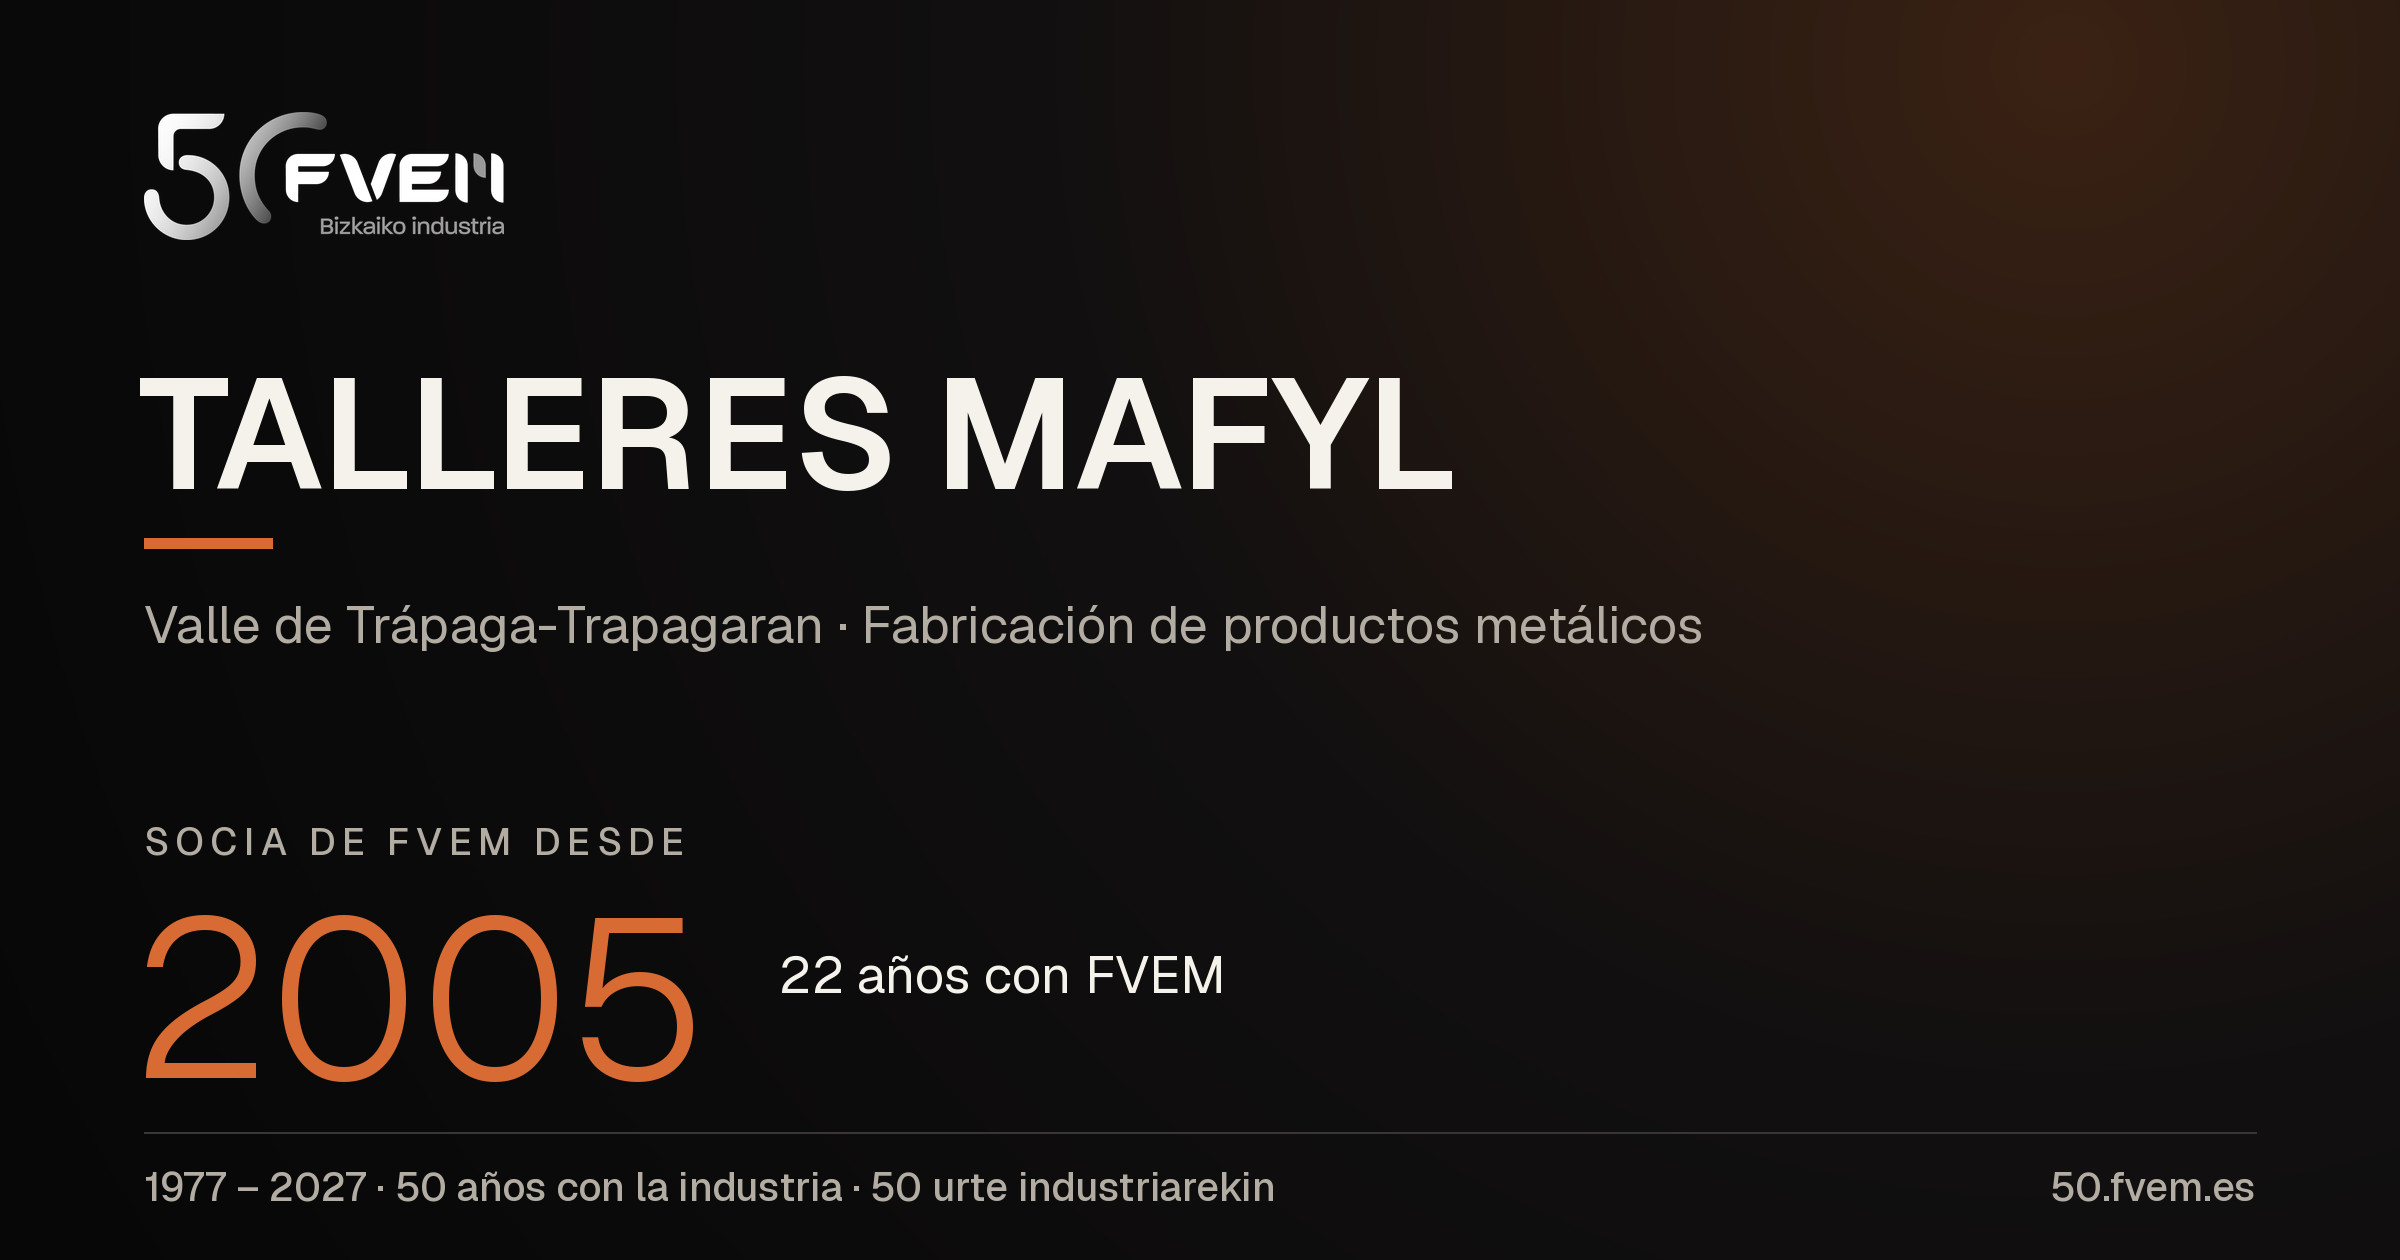 50 FVEM
Bizkaiko industria
TALLERES MAFYL
Valle de Trápaga-Trapagaran · Fabricación de productos metálicos
SOCIA DE FVEM DESDE
2005
22 años con FVEM
1977 – 2027 · 50 años con la industria · 50 urte industriarekin
50.fvem.es